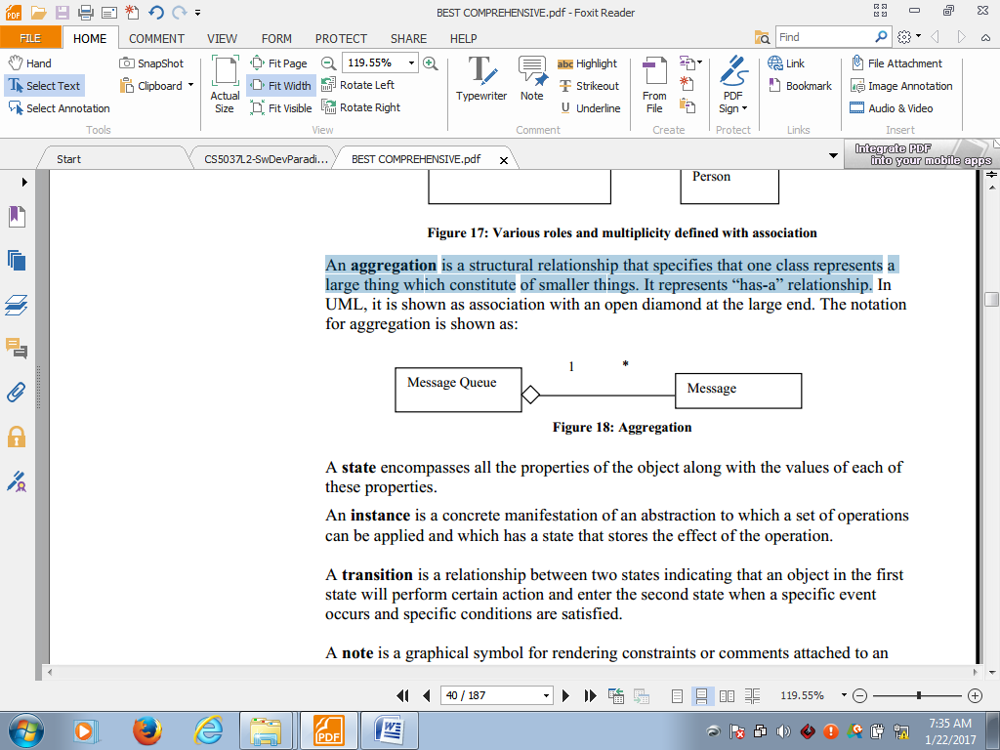 BEST COMPREHENSIVE.pdf - Foxit Reader
FILE HOME COMMENT VIEW FORM PROTECT SHARE HELP Find
Hand SnapShot Fit Page 119.55% Rotate Left Highlight Link File Attachment
Select Text Clipboard Fit Width Strikeout Bookmark Image Annotation
Select Annotation Actual Size Fit Visible Rotate Right Typewriter Note Underline From File PDF Sign Audio & Video
Tools View Comment Create Protect Links Insert
Start CS5037L2-SwDevParadi... BEST COMPREHENSIVE.pdf Integrate PDF
into your mobile apps
Person
Figure 17: Various roles and multiplicity defined with association
An aggregation is a structural relationship that specifies that one class represents a
large thing which constitute of smaller things. It represents “has-a” relationship. In
UML, it is shown as association with an open diamond at the large end. The notation
for aggregation is shown as:
1 *
Message Queue Message
Figure 18: Aggregation
A state encompasses all the properties of the object along with the values of each of
these properties.
An instance is a concrete manifestation of an abstraction to which a set of operations
can be applied and which has a state that stores the effect of the operation.
A transition is a relationship between two states indicating that an object in the first
state will perform certain action and enter the second state when a specific event
occurs and specific conditions are satisfied.
A note is a graphical symbol for rendering constraints or comments attached to an
40 / 187 119.55%
7:35 AM
1/22/2017